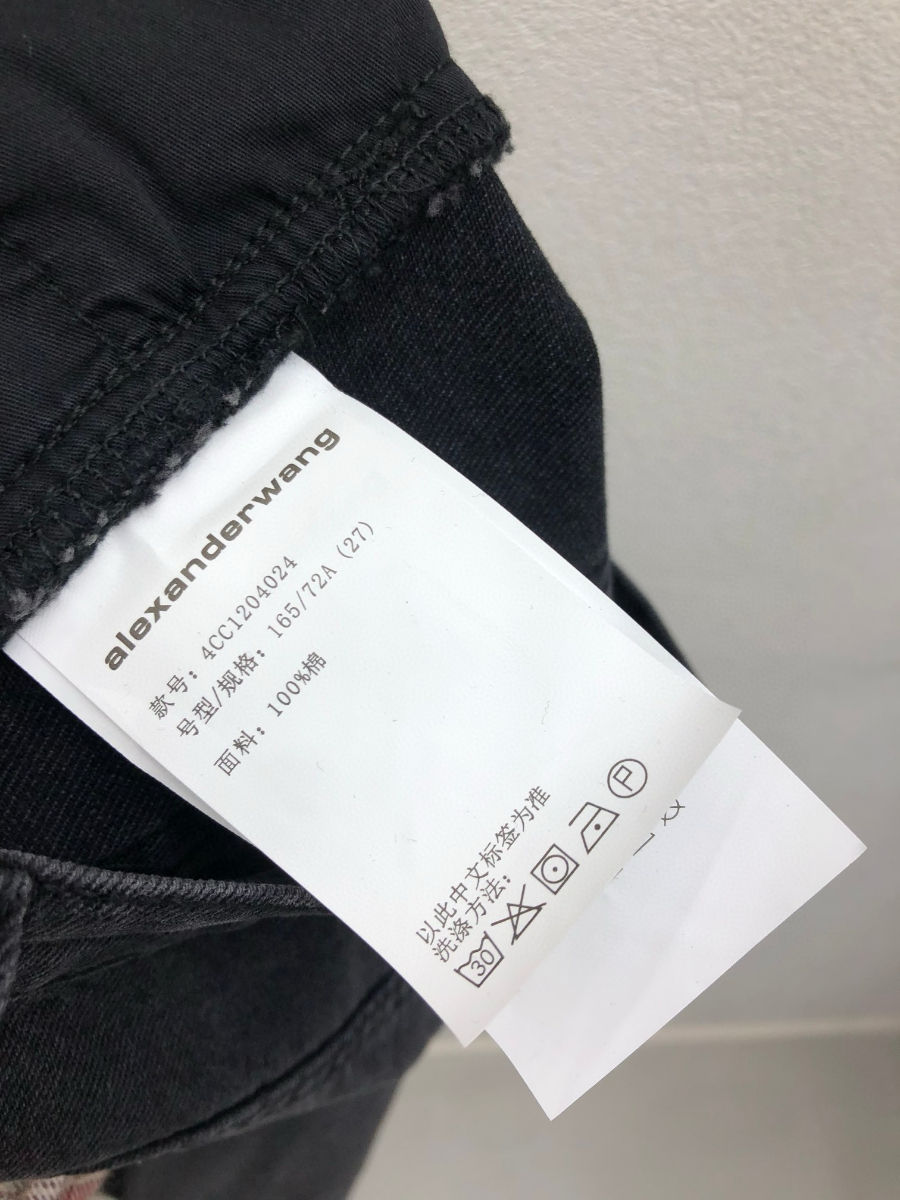 alexanderwang
款号: 4CC1204024
号型/规格: 165/72A (27)
面料: 100%棉
以此中文标签为准
洗涤方法:
30 P